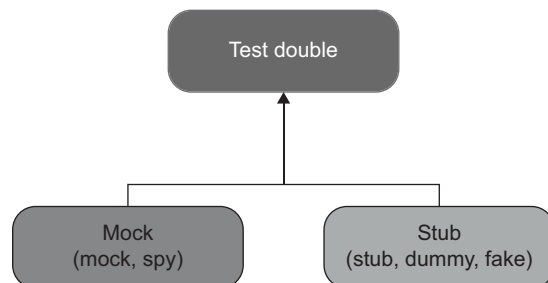 Test double
Mock
(mock, spy)
Stub
(stub, dummy, fake)